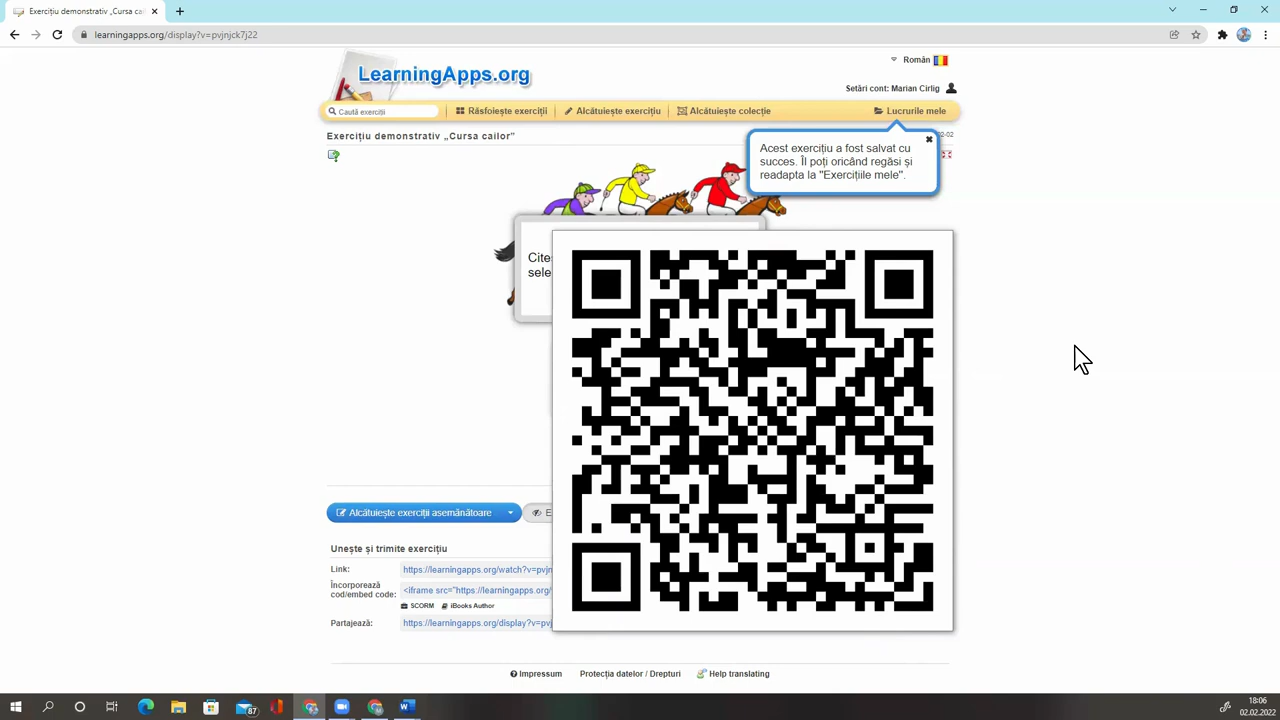 Exercițiu demonstrativ „Cursa c
learningapps.org/display?v=pvjnjck7j22
LearningApps.org
Român
Setări cont: Marian Cirlig
Caută exerciții
Răsfoiește exerciții
Alcătuiește exercițiu
Alcătuiește colecție
Lucrurile mele
Exercițiu demonstrativ „Cursa cailor”
02-02
Acest exercițiu a fost salvat cu
succes. Îl poți oricând regăsi și
readapta la "Exercițiile mele".
Alcătuiește exerciții asemănătoare
Unește și trimite exercițiu
Link:
https://learningapps.org/watch?v=pvjn
Încorporează
cod/embed code:
<iframe src="https://learningapps.org/
SCORM
iBooks Author
Partajează:
https://learningapps.org/display?v=pvj
Impressum
Protecția datelor / Drepturi
Help translating
87
18:06
02.02.2022